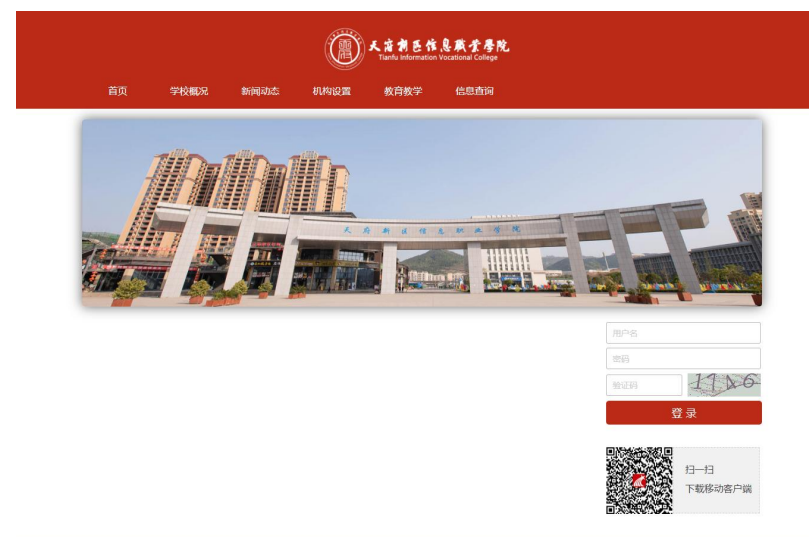 天府新区信息职业学院
Tianfu Information Vocational College
首页 学校概况 新闻动态 机构设置 教育教学 信息查询
天府新区信息职业学院
用户名
密码
验证码
登 录
扫一扫
下载移动客户端